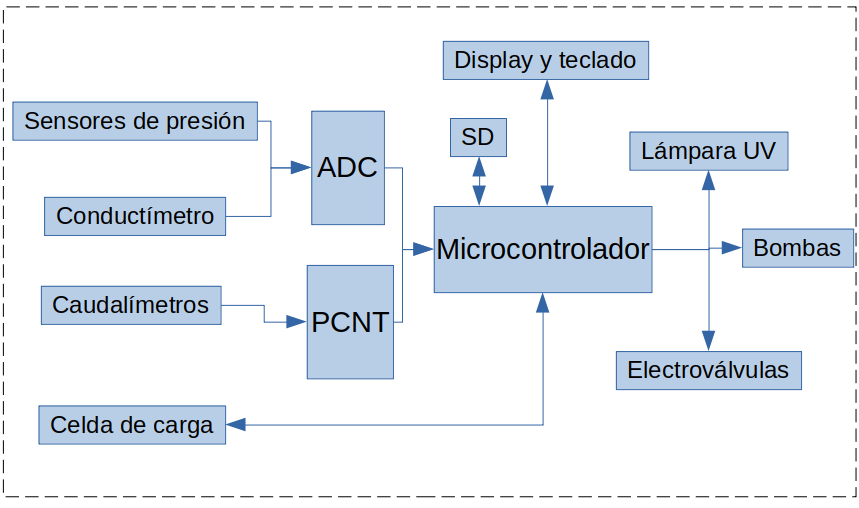 Display y teclado
Sensores de presión
SD
ADC
Lámpara UV
Conductímetro
Microcontrolador
Bombas
Caudalímetros
PCNT
Electroválvulas
Celda de carga